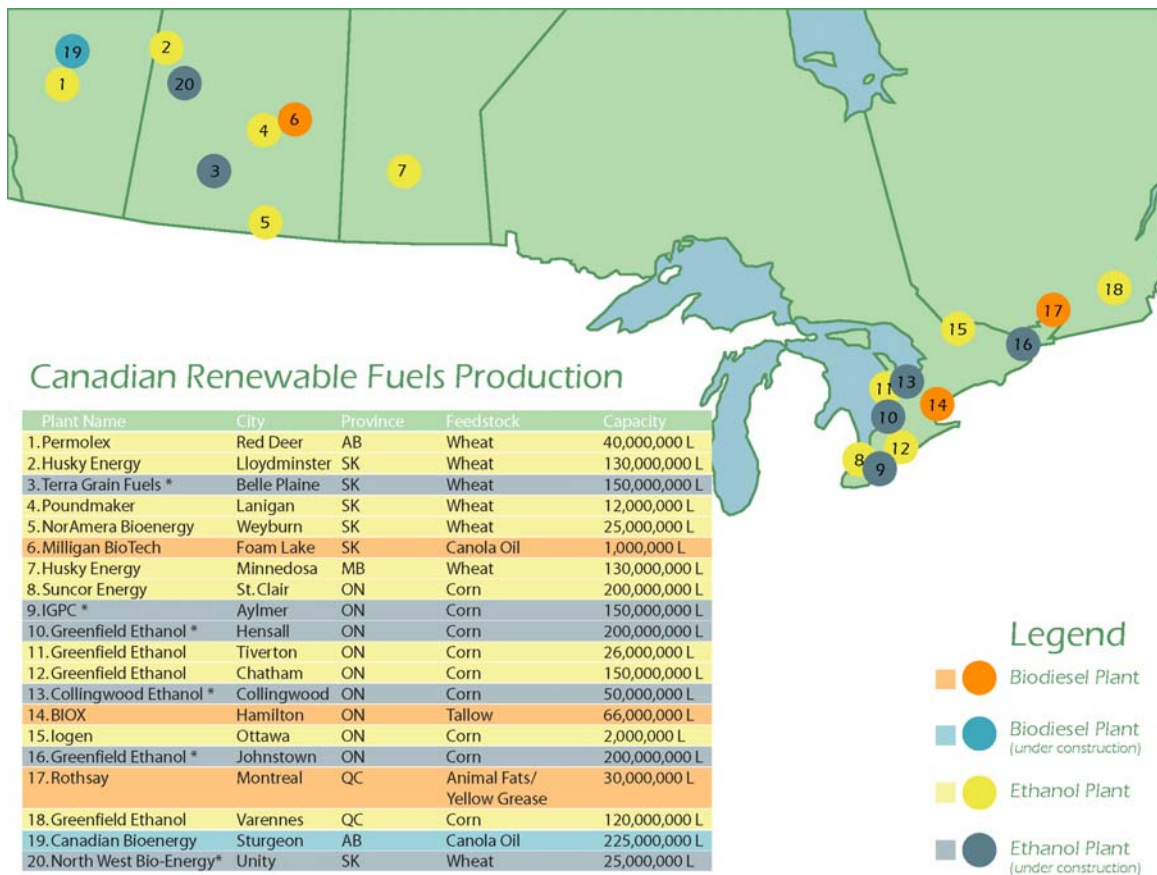 19
2
1
20
6
4
3
7
5
18
17
15
16
13
11
14
10
12
8
9
Canadian Renewable Fuels Production
Plant Name City Province Feedstock Capacity
1.Permolex Red Deer AB Wheat 40,000,000 L
2.Husky Energy Lloydminster SK Wheat 130,000,000 L
3.Terra Grain Fuels * Belle Plaine SK Wheat 150,000,000 L
4.Poundmaker Lanigan SK Wheat 12,000,000 L
5.NorAmera Bioenergy Weyburn SK Wheat 25,000,000 L
6.Milligan BioTech Foam Lake SK Canola Oil 1,000,000 L
7.Husky Energy Minnedosa MB Wheat 130,000,000 L
8.Suncor Energy St. Clair ON Corn 200,000,000 L
9.IGPC * Aylmer ON Corn 150,000,000 L
10.Greenfield Ethanol * Hensall ON Corn 200,000,000 L
11.Greenfield Ethanol Tiverton ON Corn 26,000,000 L
12.Greenfield Ethanol Chatham ON Corn 150,000,000 L
13.Collingwood Ethanol * Collingwood ON Corn 50,000,000 L
14.BIOX Hamilton ON Tallow 66,000,000 L
15.Iogen Ottawa ON Corn 2,000,000 L
16.Greenfield Ethanol * Johnstown ON Corn 200,000,000 L
17.Rothsay Montreal QC Animal Fats/ 30,000,000 L
Yellow Grease
18.Greenfield Ethanol Varennes QC Corn 120,000,000 L
19.Canadian Bioenergy Sturgeon AB Canola Oil 225,000,000 L
20.North West Bio-Energy* Unity SK Wheat 25,000,000 L
Legend
Biodiesel Plant
Biodiesel Plant
(under construction)
Ethanol Plant
Ethanol Plant
(under construction)